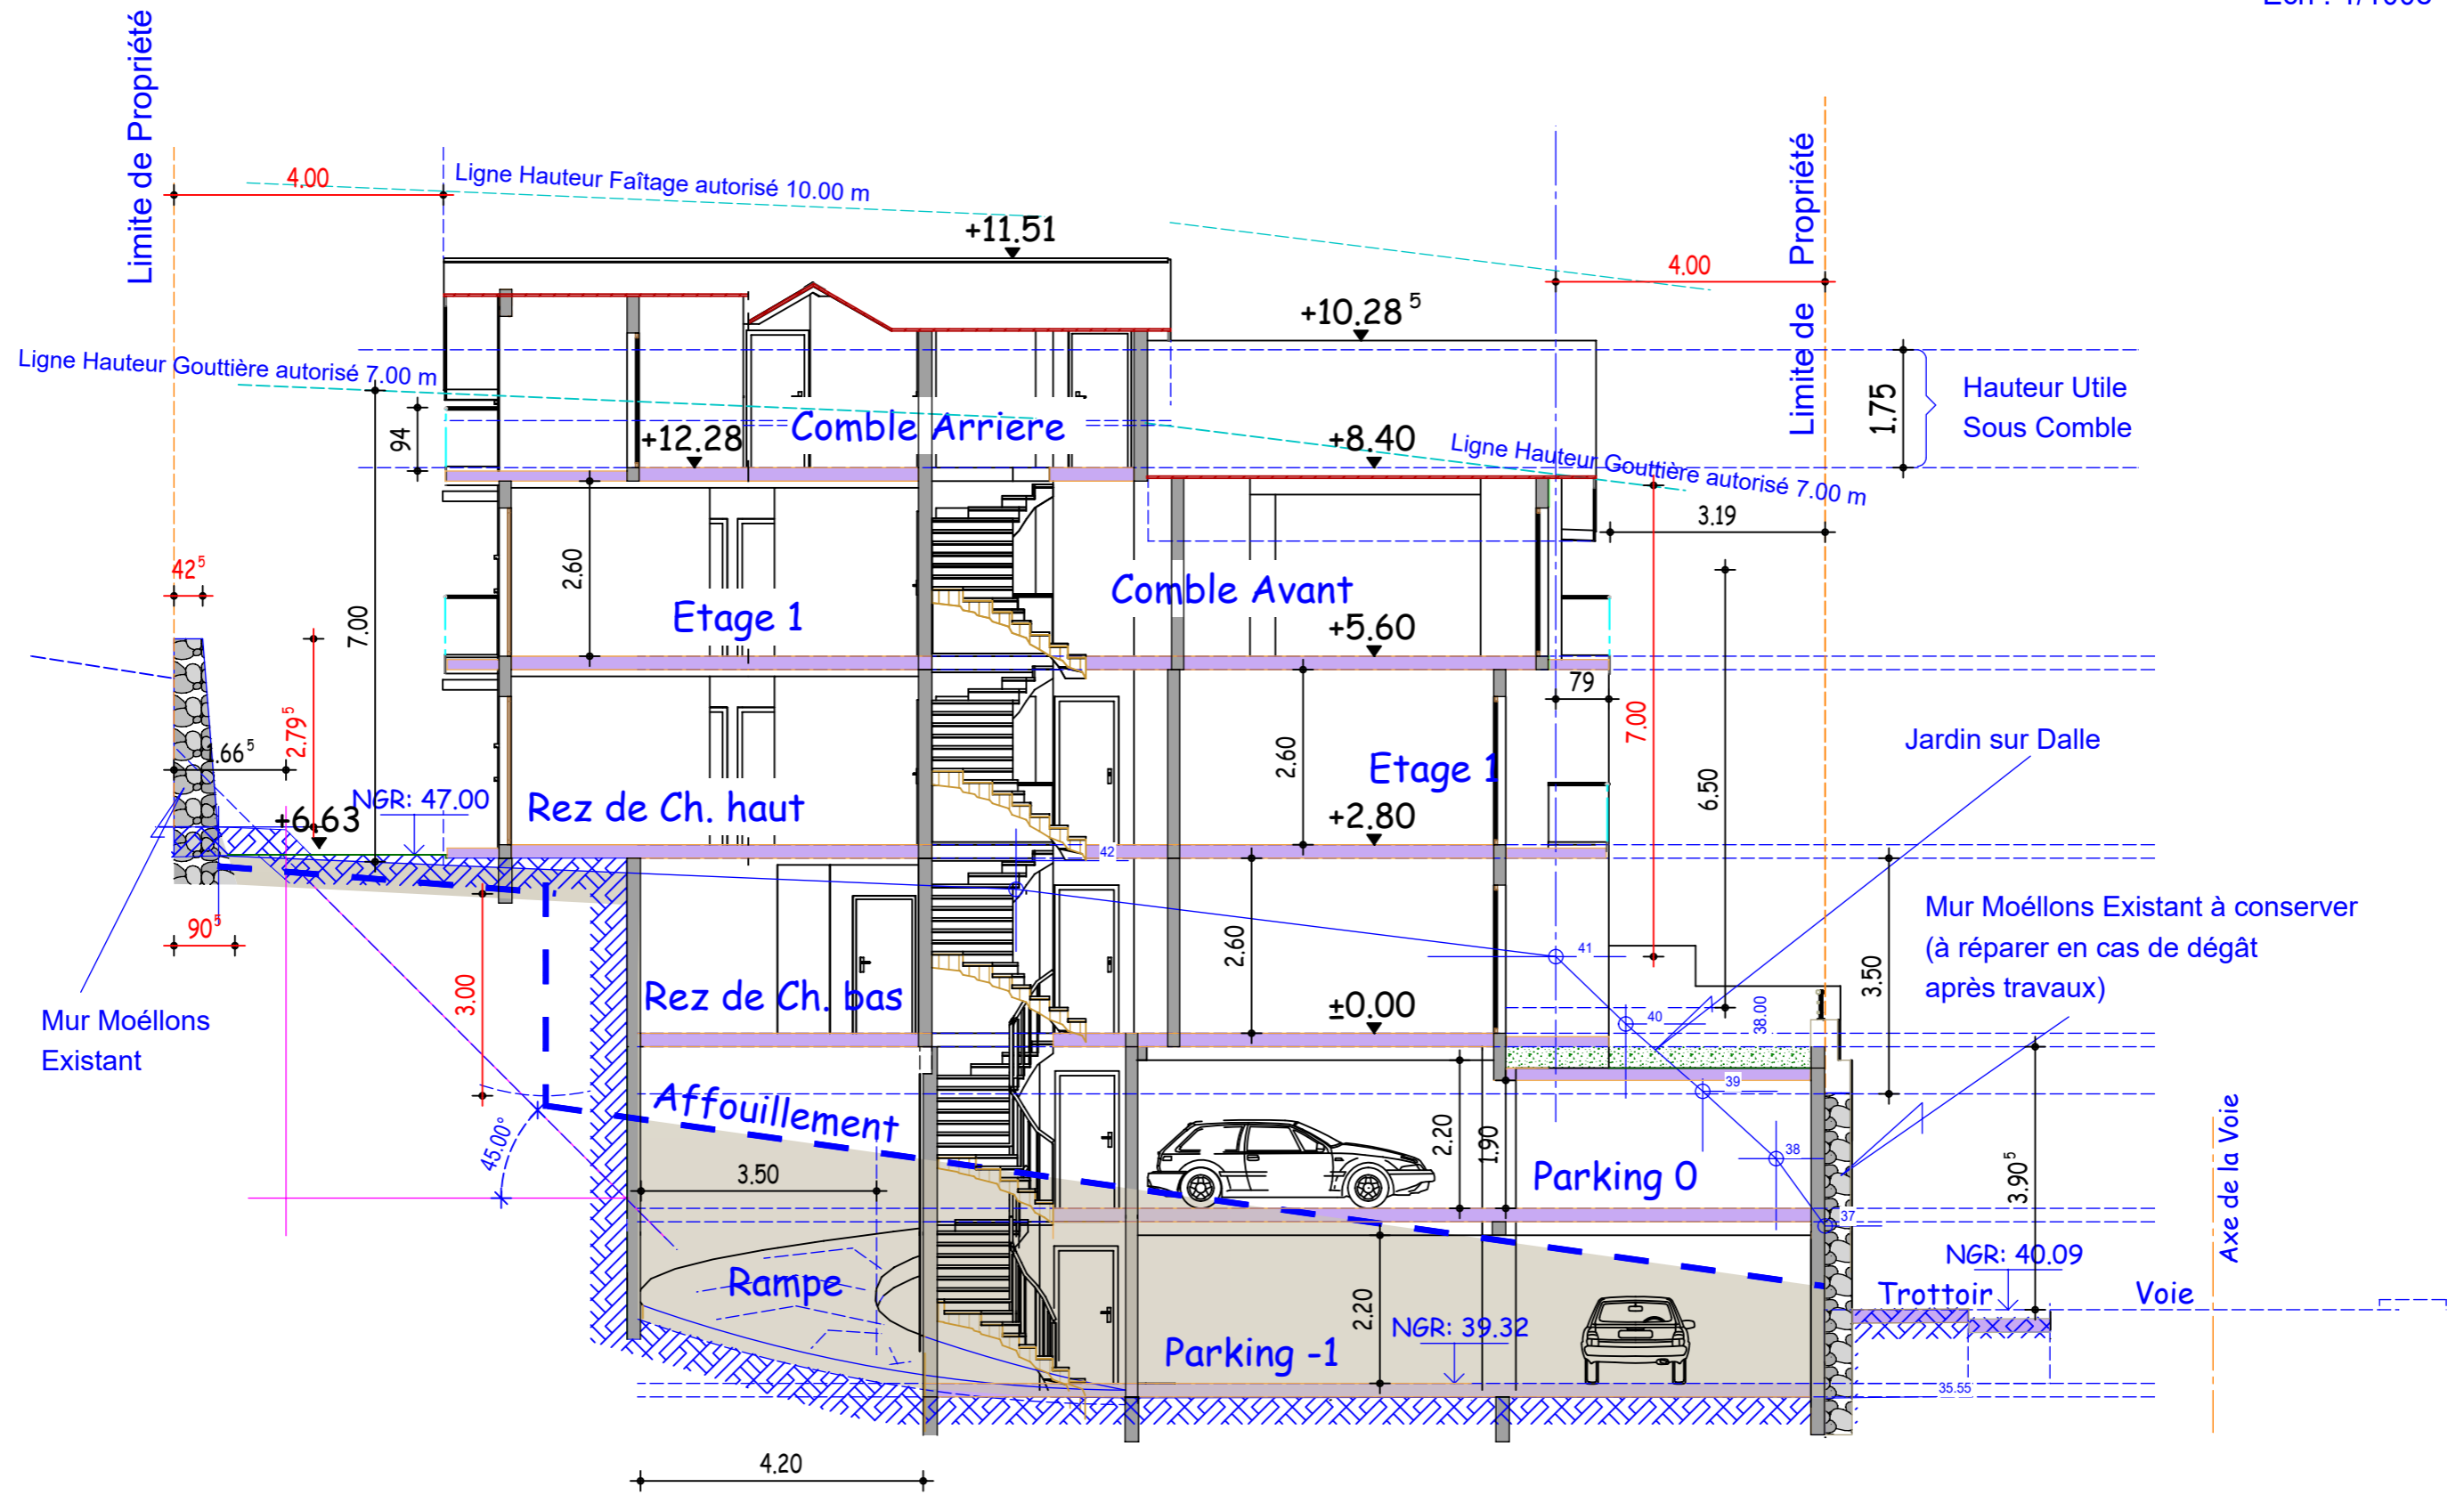 Limite de Propriété
4.00
Ligne Hauteur Faîtage autorisé 10.00 m
+11.51
Limite de Propriété
4.00
+10.28 5
Ligne Hauteur Gouttière autorisé 7.00 m
1.75
Hauteur Utile
Sous Comble
94
+12.28
Comble Arriere
+8.40
Ligne Hauteur Gouttière autorisé 7.00 m
3.19
42 5
2.60
7.00
Etage 1
Comble Avant
+5.60
79
2.79 5
.66 5
7.00
6.50
Jardin sur Dalle
2.60
Etage 1
+6.63
NGR: 47.00
Rez de Ch. haut
+2.80
42
90 5
3.00
Mur Moéllons
Existant
Rez de Ch. bas
2.60
±0.00
41
40
38.00
3.50
Mur Moéllons Existant à conserver
(à réparer en cas de dégât
après travaux)
45.00°
Affouillement
3.50
2.20
1.90
39
38
37
Parking 0
3.90 5
Axe de la Voie
Rampe
2.20
NGR: 39.32
Parking -1
NGR: 40.09
Trottoir
Voie
35.55
4.20